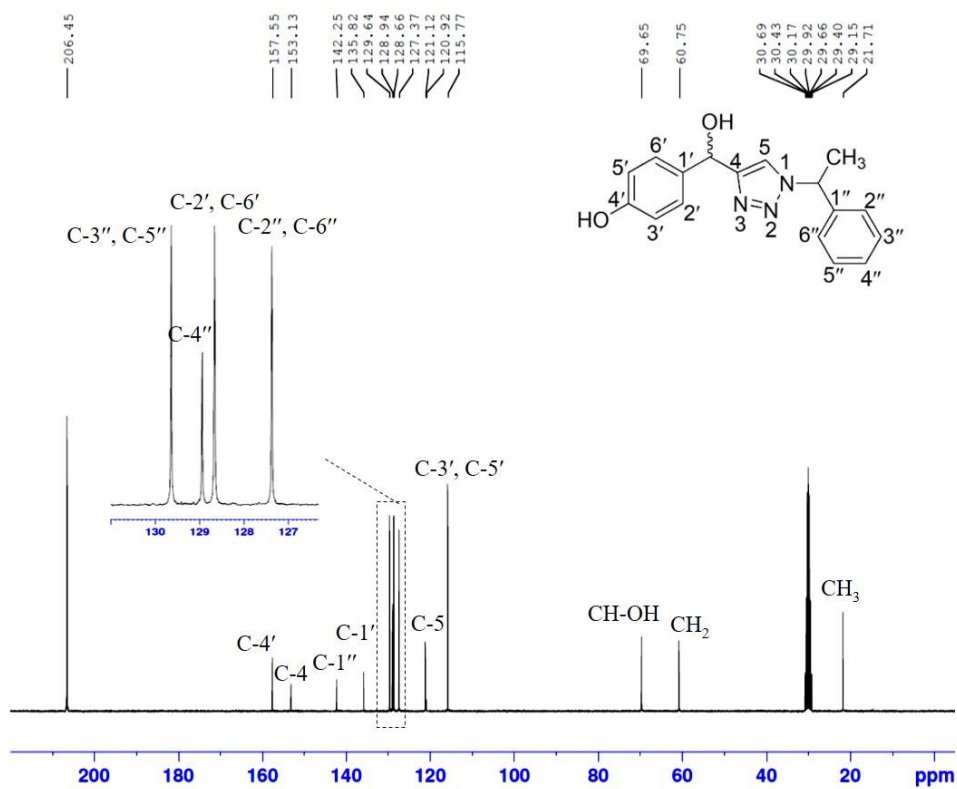 206.45
157.55
153.13
142.25
135.82
129.64
128.94
128.66
127.37
121.12
120.92
115.77
69.65
60.75
30.69
30.43
30.17
29.92
29.66
29.40
29.15
21.71
OH
6′
5
5′
1′
4
1
CH3
4′
N
1″
2″
HO
2′
N
N
3′
3
2
6″
3″
5″
4″
C-2′, C-6′
C-3″, C-5″
C-2″, C-6″
C-4″
130 129 128 127
C-3′, C-5′
C-4′
C-4
C-1″
C-1′
C-5
CH-OH
CH2
CH3
200 180 160 140 120 100 80 60 40 20 ppm